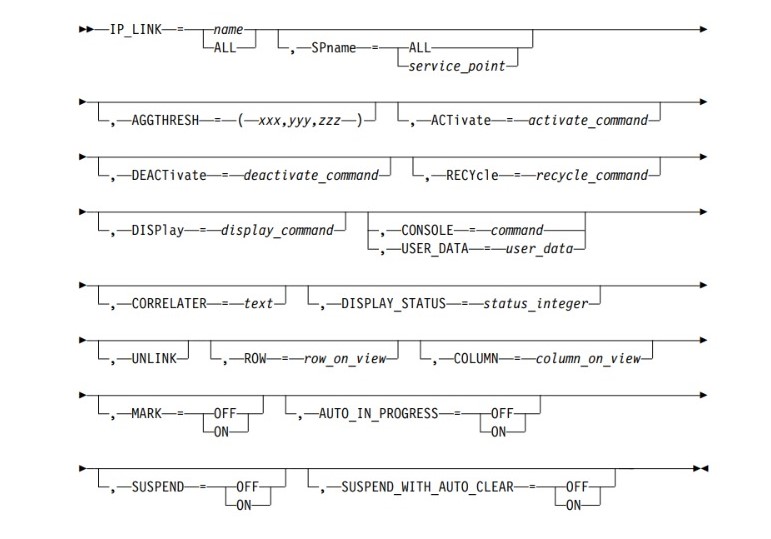 IP_LINK = name
ALL , SPname = ALL
service_point
, AGGTHRESH = ( xxx,yyy,zzz ) , ACTivate = activate_command
, DEACTivate = deactivate_command , RECYcle = recycle_command
, DISPlay = display_command , CONSOLE = command
, USER_DATA = user_data
, CORRELATER = text , DISPLAY_STATUS = status_integer
, UNLINK , ROW = row_on_view , COLUMN = column_on_view
, MARK = OFF , AUTO_IN_PROGRESS = OFF
ON ON
, SUSPEND = OFF , SUSPEND_WITH_AUTO_CLEAR = OFF
ON ON